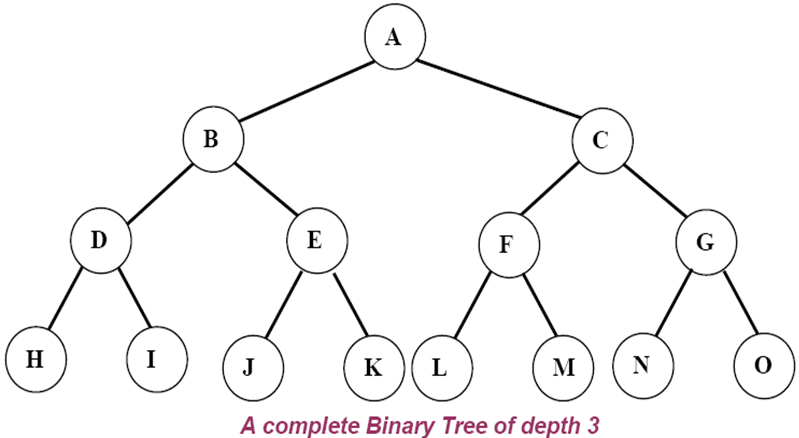 A
B C
D E F G
H I J K L M N O
A complete Binary Tree of depth 3